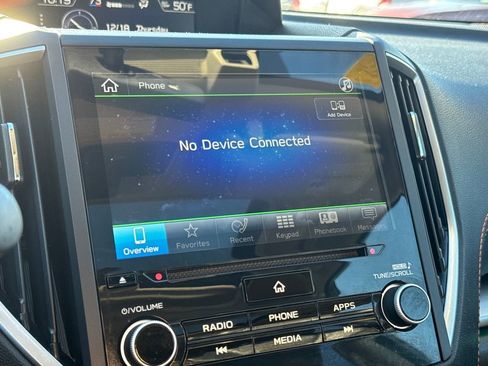 12/18 Thursday 50°F
Phone
Add Device
No Device Connected
Overview
Favorites
Recent
Keypad
Phonebook
Messages
VOLUME
TUNE/SCROLL
RADIO PHONE APPS
MEDIA